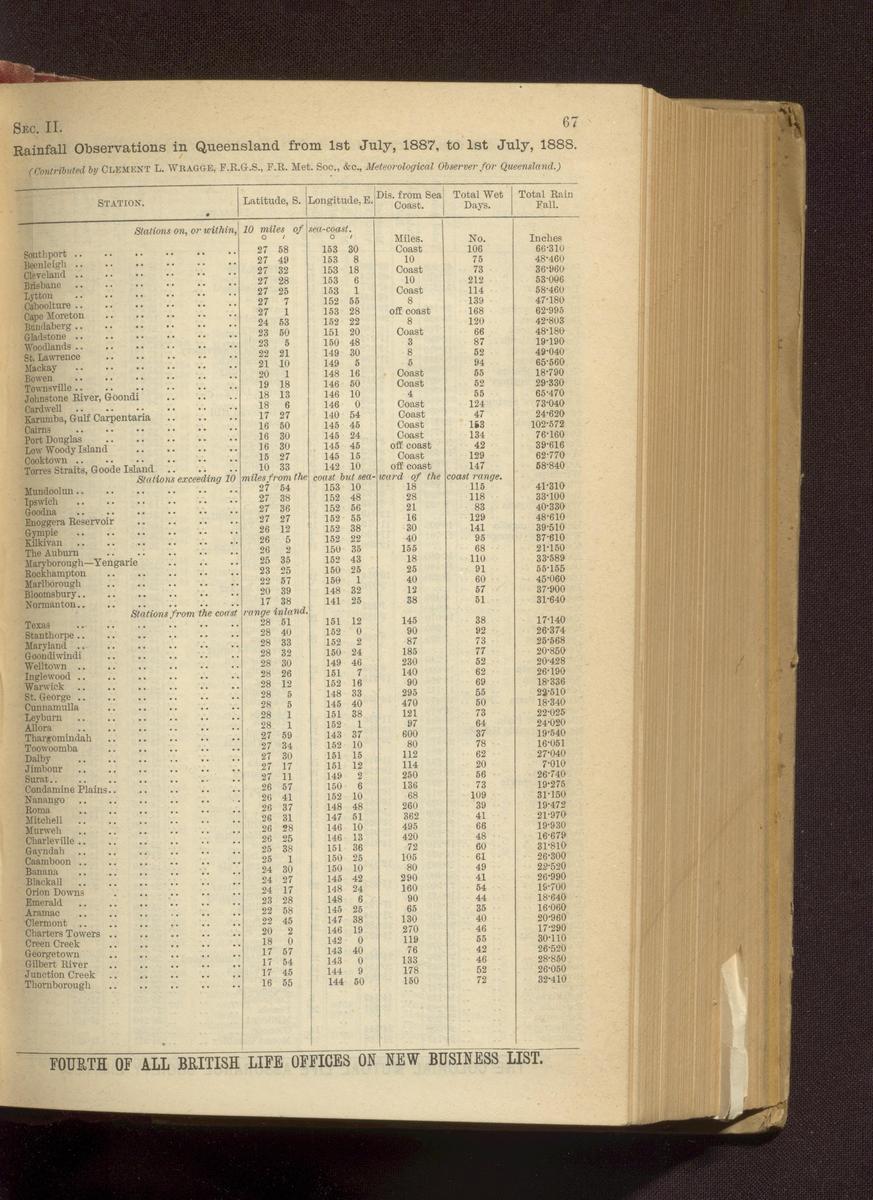 SEC. II. 67
Rainfall Observations in Queensland from 1st July, 1887, to 1st July, 1888.
(Contributed by CLEMENT L. WRAGGE, F.R.G.S., F.R. Met. Soc., &c., Meteorological Observer for Queensland.)
STATION. Latitude, S. Longitude, E. Dis. from Sea Coast. Total Wet Days. Total Rain Fall.
Stations on, or within, 10 miles of sea-coast.
° ′ ° ′ Miles. No. Inches
Southport .. 27 58 153 30 Coast 106 66·310
Beenleigh .. 27 49 153 8 10 75 48·460
Cleveland .. 27 32 153 18 Coast 73 36·960
Brisbane .. 27 28 153 6 10 212 53·006
Lytton .. 27 25 153 1 Coast 114 58·460
Caboolture .. 27 7 152 55 8 139 47·180
Cape Moreton .. 27 1 153 28 off coast 168 62·995
Bundaberg .. 24 53 152 22 8 120 42·803
Gladstone .. 23 50 151 20 Coast 66 48·180
Woodlands .. 23 5 150 48 3 87 19·190
St. Lawrence .. 22 21 149 30 8 52 49·040
Mackay .. 21 10 149 5 5 94 65·560
Bowen .. 20 1 148 16 Coast 55 18·790
Townsville .. 19 18 146 50 Coast 52 29·330
Johnstone River, Goondi .. 18 13 146 10 4 55 65·470
Cardwell .. 18 6 146 0 Coast 124 73·040
Karumba, Gulf Carpentaria .. 17 27 140 54 Coast 47 24·620
Cairns .. 16 50 145 45 Coast 153 102·572
Port Douglas .. 16 30 145 24 Coast 134 76·160
Low Woody Island .. 16 30 145 45 off coast 42 39·616
Cooktown .. 15 27 145 15 Coast 129 62·770
Torres Straits, Goode Island .. 10 33 142 10 off coast 147 58·840
Stations exceeding 10 miles from the coast but sea-ward of the coast range.
Mundoolun .. 27 54 153 10 18 115 41·310
Ipswich .. 27 38 152 48 28 118 33·100
Goodna .. 27 36 152 56 21 83 40·330
Enoggera Reservoir .. 27 27 152 55 16 129 48·610
Gympie .. 26 12 152 38 30 141 39·510
Kilkivan .. 26 5 152 22 40 95 37·610
The Auburn .. 26 2 150 35 155 68 21·150
Maryborough—Yengarie .. 25 35 152 43 18 110 33·589
Rockhampton .. 23 25 150 25 25 91 55·155
Marlborough .. 22 57 150 1 40 60 45·060
Bloomsbury .. 20 39 148 32 12 57 37·900
Normanton .. 17 38 141 25 38 51 31·640
Stations from the coast range inland.
Texas .. 28 51 151 12 145 38 17·140
Stanthorpe .. 28 40 152 0 90 92 26·374
Maryland .. 28 33 152 2 87 73 25·568
Goondiwindi .. 28 32 150 24 185 77 20·850
Welltown .. 28 30 149 46 230 52 20·428
Inglewood .. 28 26 151 7 140 62 26·190
Warwick .. 28 12 152 16 90 69 18·336
St. George .. 28 5 148 33 295 55 22·510
Cunnamulla .. 28 5 145 40 470 50 18·340
Leyburn .. 28 1 151 38 121 73 22·025
Allora .. 28 1 152 1 97 64 24·020
Thargomindah .. 27 59 143 37 600 37 19·540
Toowoomba .. 27 34 152 10 80 78 16·051
Dalby .. 27 30 151 15 112 62 27·040
Jimbour .. 27 17 151 12 114 20 7·010
Surat .. 27 11 149 2 250 56 26·740
Condamine Plains .. 26 57 150 6 136 73 19·275
Nanango .. 26 41 152 10 68 109 31·150
Roma .. 26 37 148 48 260 39 19·472
Mitchell .. 26 31 147 51 362 41 21·970
Murweh .. 26 28 146 10 495 66 19·930
Charleville .. 26 25 146 13 420 48 16·679
Gayndah .. 25 38 151 36 72 60 31·810
Caamboon .. 25 1 150 25 105 61 26·300
Banana .. 24 30 150 10 80 49 22·520
Blackall .. 24 27 145 42 290 41 26·990
Orion Downs .. 24 17 148 24 160 54 19·700
Emerald .. 23 28 148 6 90 44 18·640
Aramac .. 22 58 145 25 65 35 16·060
Clermont .. 22 45 147 38 130 40 20·960
Charters Towers .. 20 2 146 19 270 46 17·290
Creen Creek .. 18 0 142 0 119 55 30·110
Georgetown .. 17 57 143 40 76 42 26·520
Gilbert River .. 17 54 143 0 133 46 28·850
Junction Creek .. 17 45 144 9 178 52 26·050
Thornborough .. 16 55 144 50 150 72 32·410
FOURTH OF ALL BRITISH LIFE OFFICES ON NEW BUSINESS LIST.